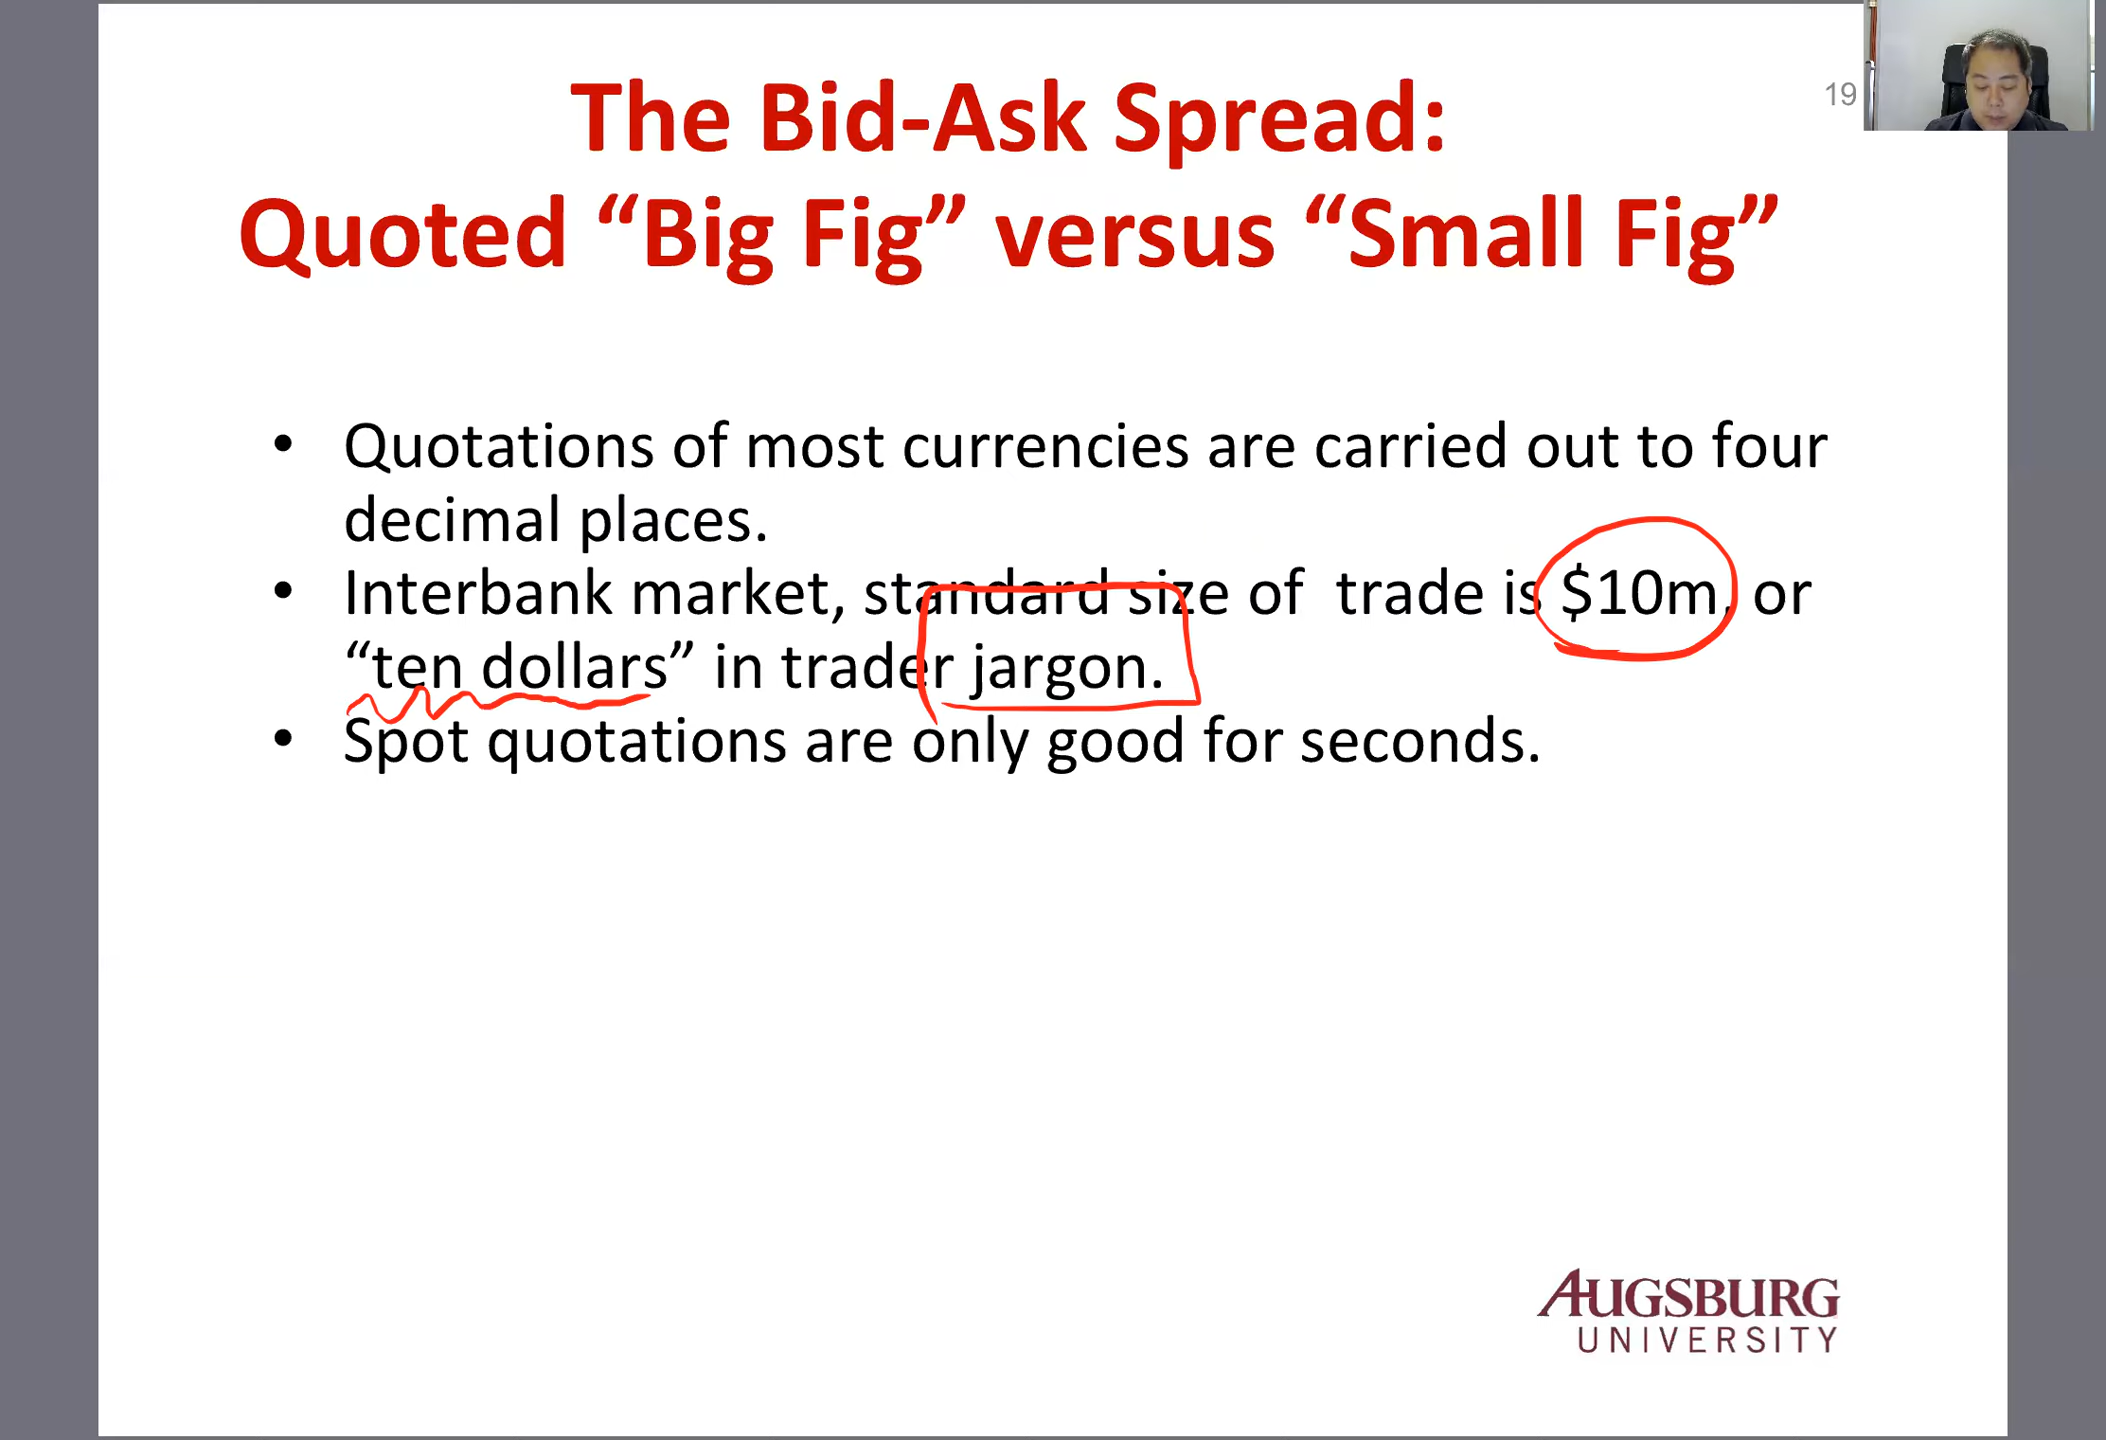 The Bid-Ask Spread:
Quoted “Big Fig” versus “Small Fig”
19
• Quotations of most currencies are carried out to four
decimal places.
• Interbank market, standard size of trade is $10m, or
“ten dollars” in trader jargon.
• Spot quotations are only good for seconds.
AUGSBURG
UNIVERSITY